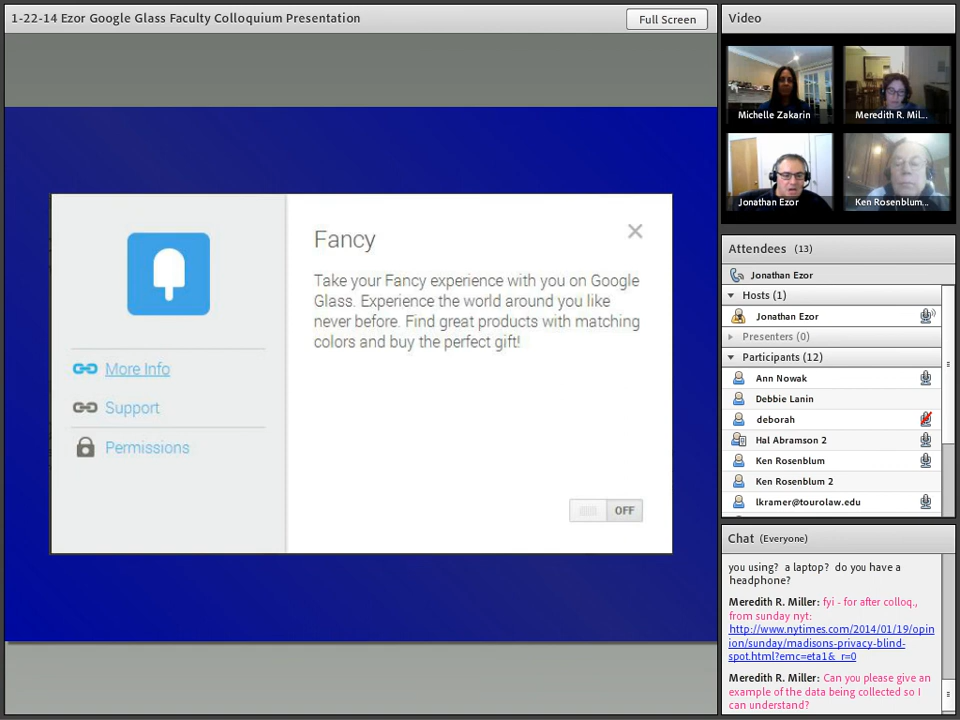 1-22-14 Ezor Google Glass Faculty Colloquium Presentation
Full Screen
Fancy
Take your Fancy experience with you on Google
Glass. Experience the world around you like
never before. Find great products with matching
colors and buy the perfect gift!
More Info
Support
Permissions
OFF
Video
Michelle Zakarin
Meredith R. Mil...
Jonathan Ezor
Ken Rosenblum...
Attendees (13)
Jonathan Ezor
Hosts (1)
Jonathan Ezor
Presenters (0)
Participants (12)
Ann Nowak
Debbie Lanin
deborah
Hal Abramson 2
Ken Rosenblum
Ken Rosenblum 2
lkramer@tourolaw.edu
Chat (Everyone)
you using? a laptop? do you have a
headphone?
Meredith R. Miller: fyi - for after colloq.,
from sunday nyt:
http://www.nytimes.com/2014/01/19/opin
ion/sunday/madisons-privacy-blind-
spot.html?emc=eta1&_r=0
Meredith R. Miller: Can you please give an
example of the data being collected so I
can understand?